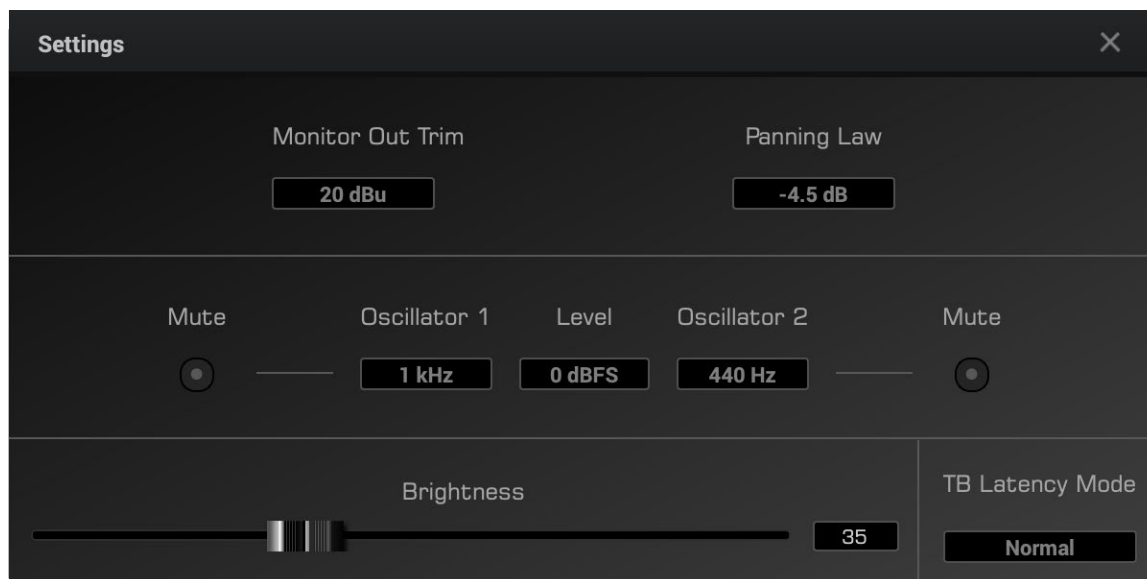 Settings
Monitor Out Trim
Panning Law
20 dBu
-4.5 dB
Mute
Oscillator 1
Level
Oscillator 2
Mute
1 kHz
0 dBFS
440 Hz
Brightness
35
TB Latency Mode
Normal